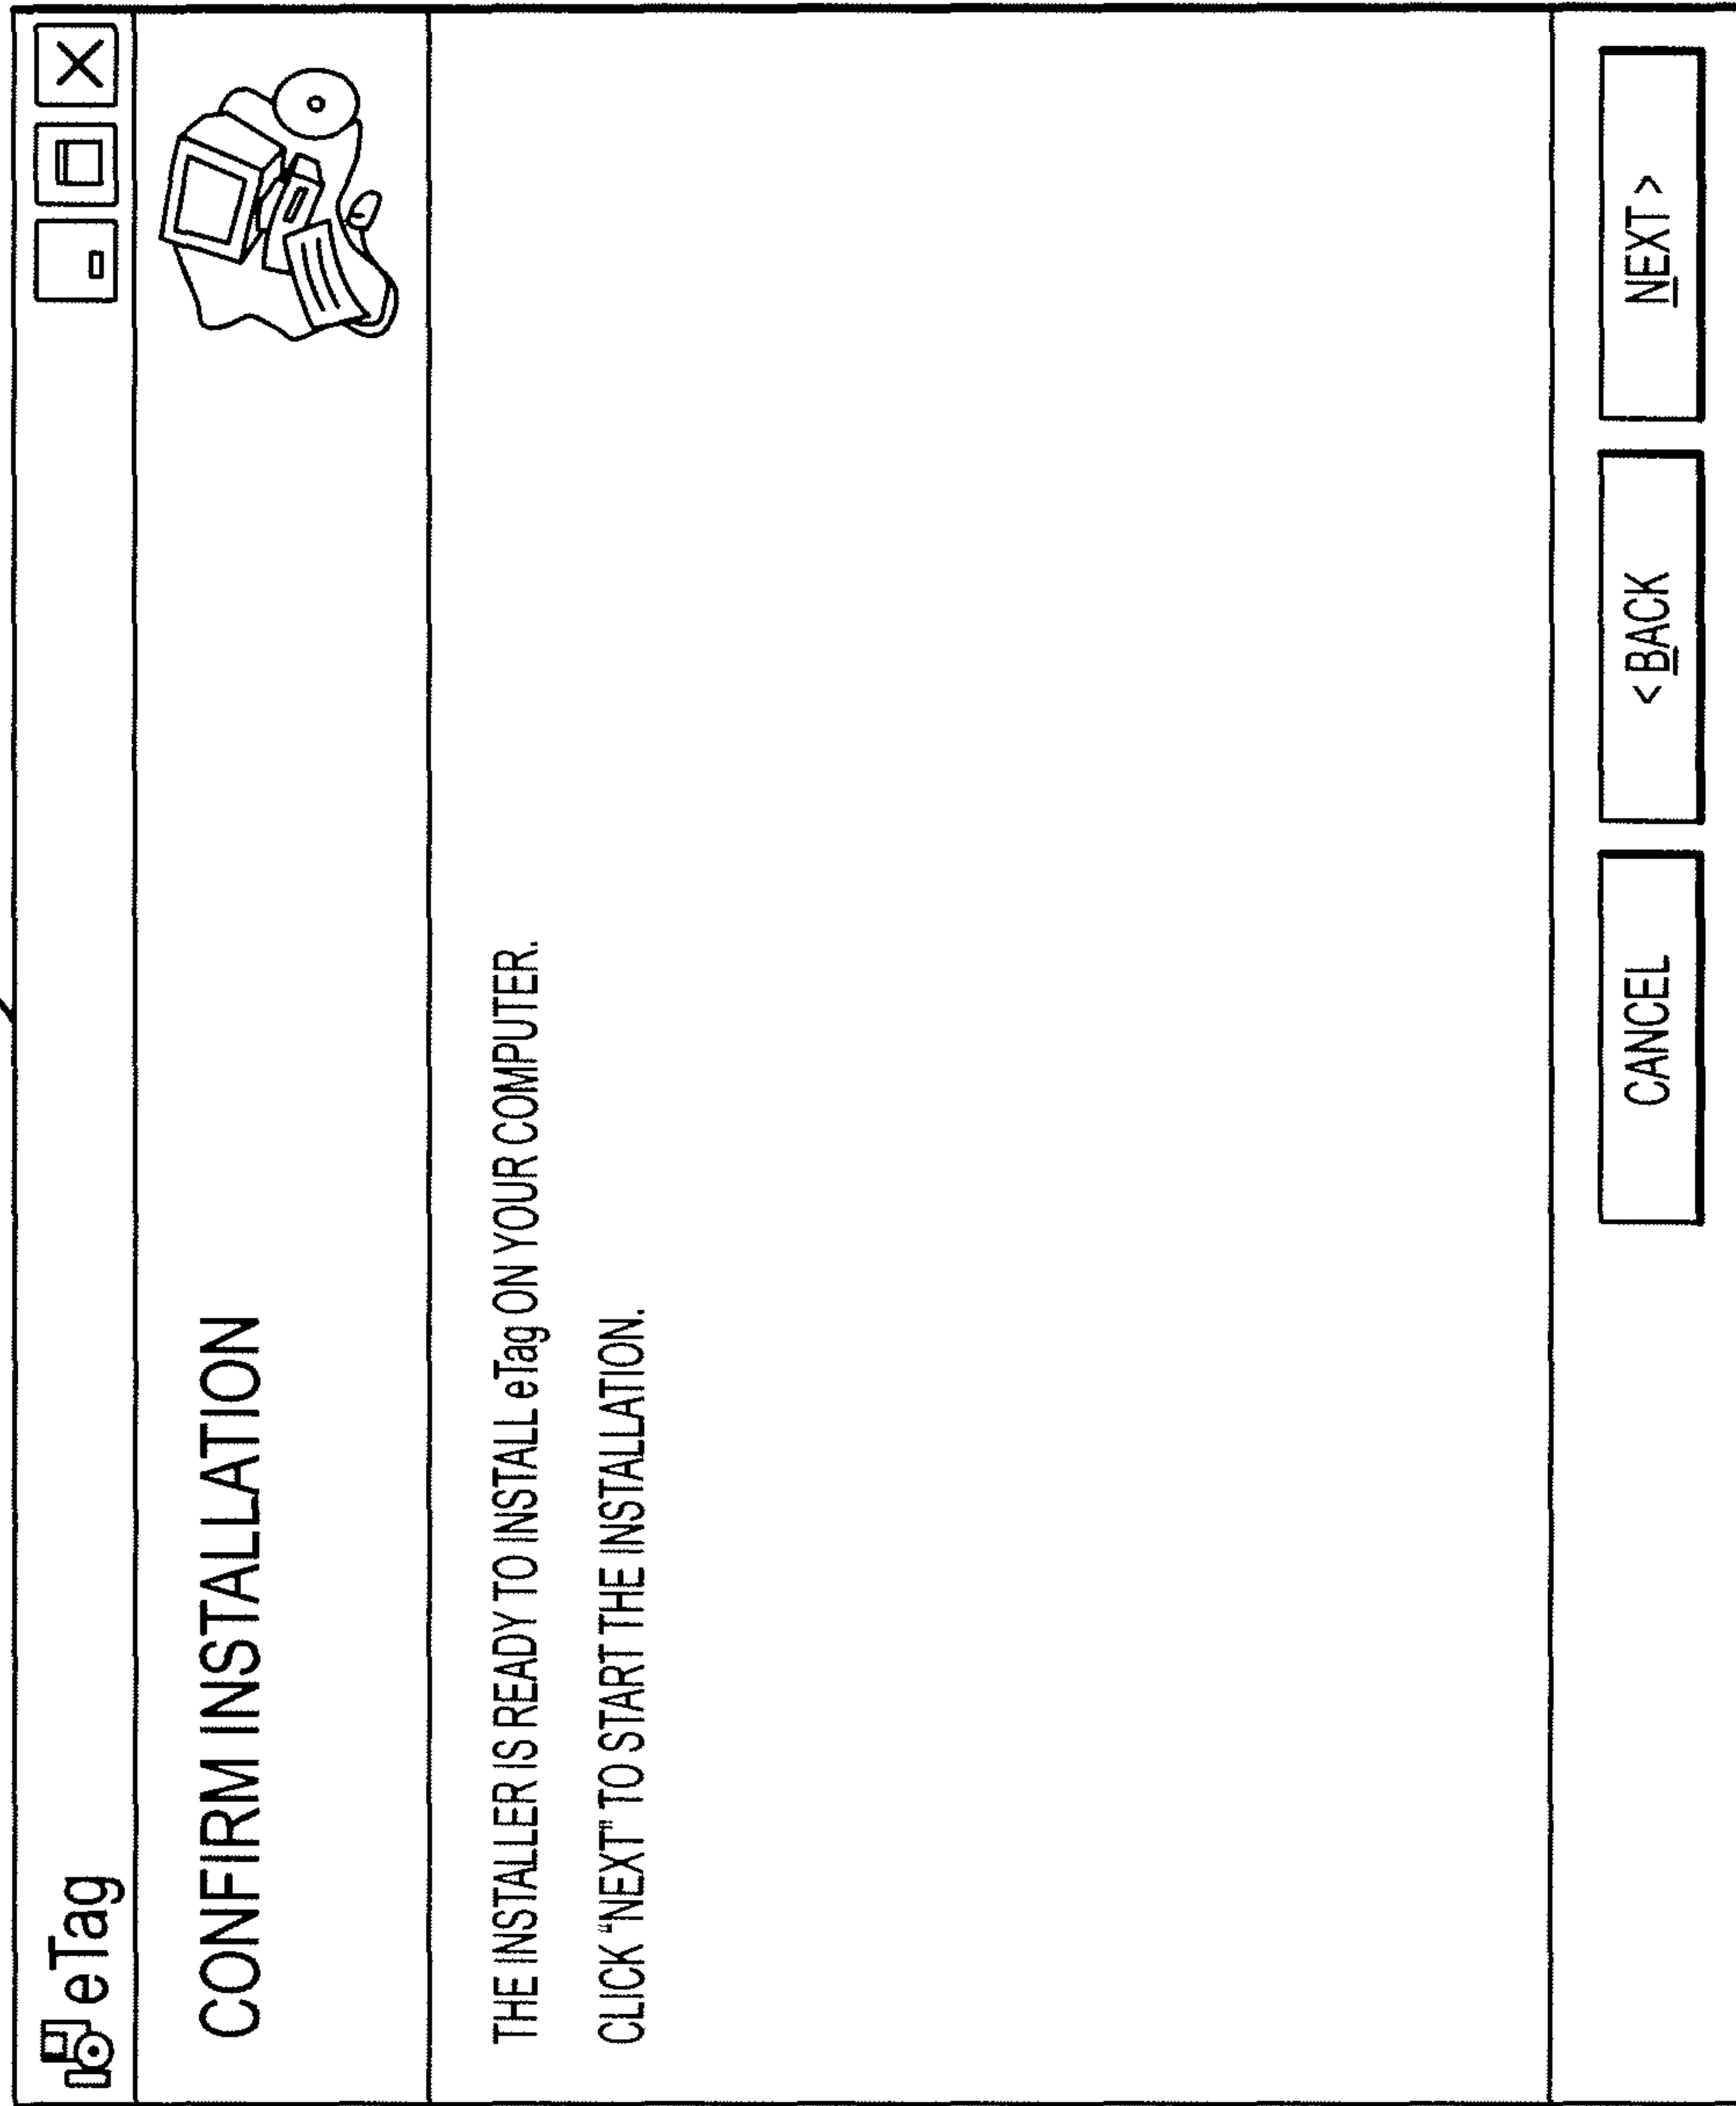 eTag
CONFIRM INSTALLATION
THE INSTALLER IS READY TO INSTALL eTag ON YOUR COMPUTER.
CLICK "NEXT" TO START THE INSTALLATION.
CANCEL
< BACK
NEXT >